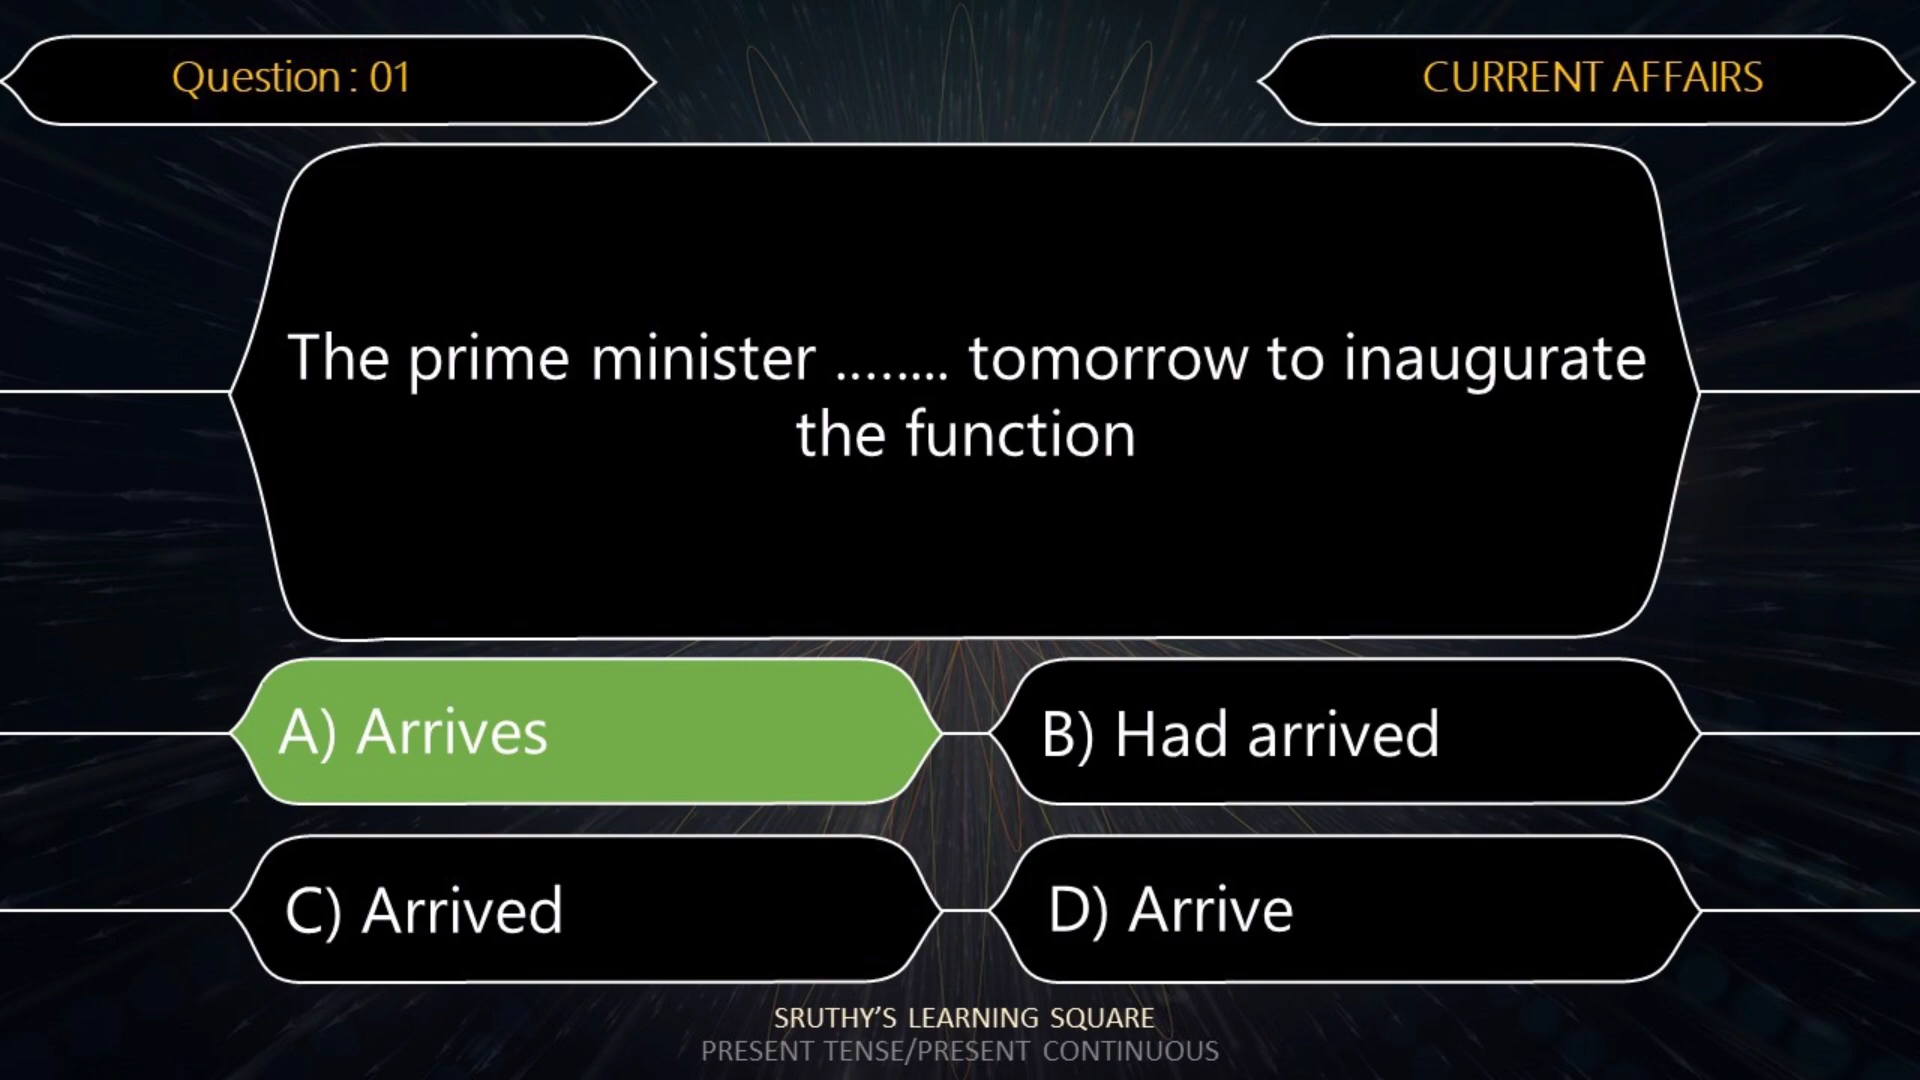 Question : 01
CURRENT AFFAIRS
The prime minister ........ tomorrow to inaugurate
the function
A) Arrives
B) Had arrived
C) Arrived
D) Arrive
SRUTHY’S LEARNING SQUARE
PRESENT TENSE/PRESENT CONTINUOUS